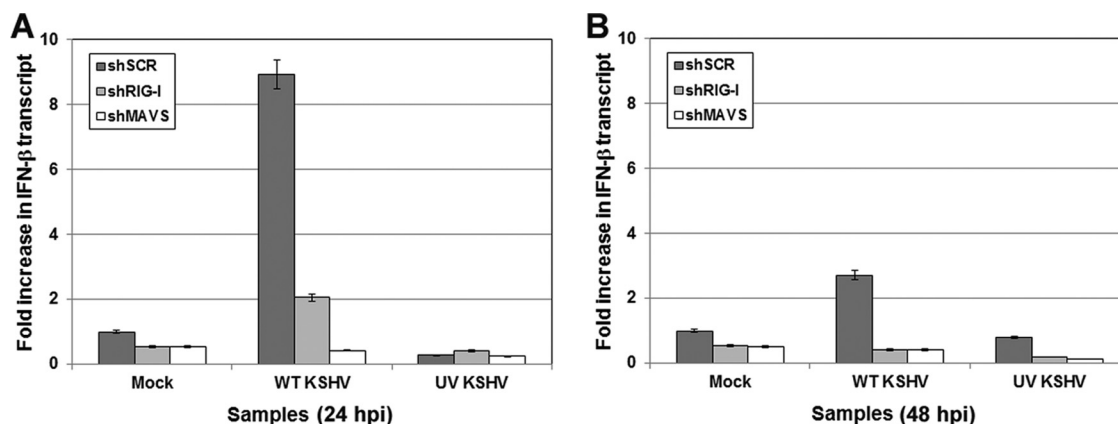 A
Fold increase in IFN-β transcript
10
8
6
4
2
0
shSCR
shRIG-I
shMAVS
Mock WT KSHV UV KSHV
Samples (24 hpi)
B
Fold increase in IFN-β transcript
10
8
6
4
2
0
shSCR
shRIG-I
shMAVS
Mock WT KSHV UV KSHV
Samples (48 hpi)